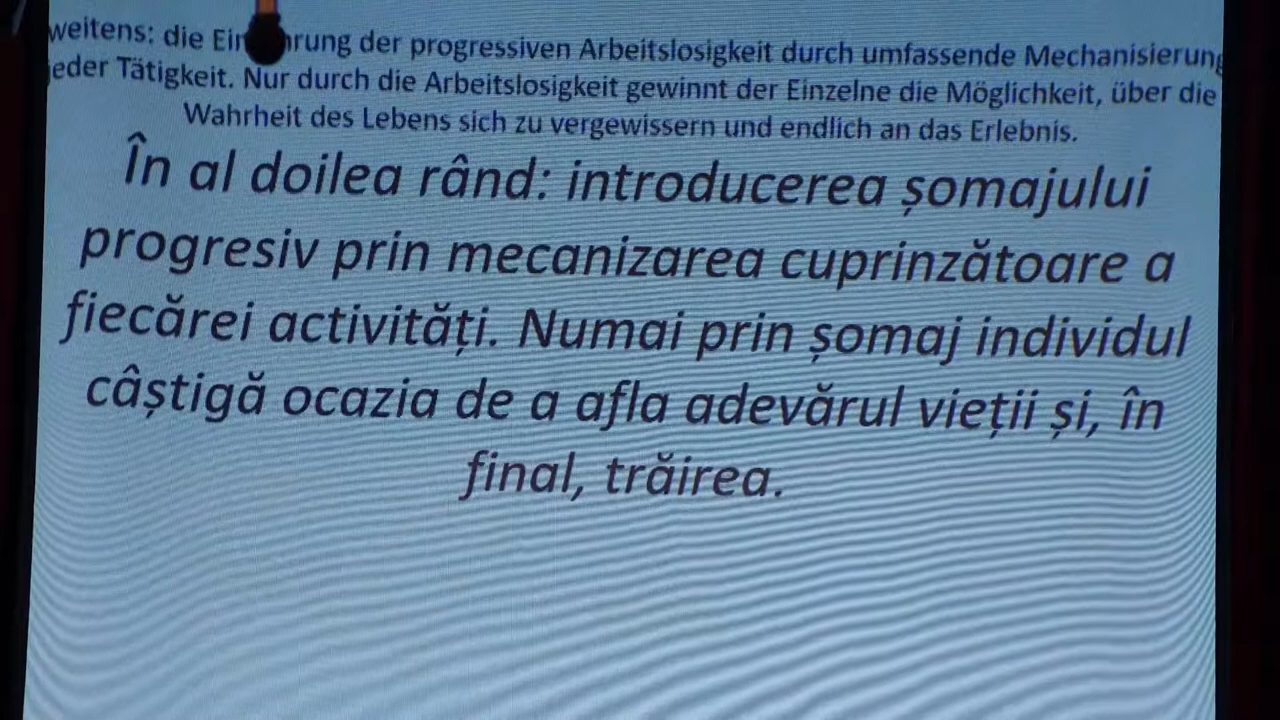 weitens: die Einführung der progressiven Arbeitslosigkeit durch umfassende Mechanisierung
jeder Tätigkeit. Nur durch die Arbeitslosigkeit gewinnt der Einzelne die Möglichkeit, über die
Wahrheit des Lebens sich zu vergewissern und endlich an das Erlebnis.
În al doilea rând: introducerea șomajului
progresiv prin mecanizarea cuprinzătoare a
fiecărei activități. Numai prin șomaj individul
câștigă ocazia de a afla adevărul vieții și, în
final, trăirea.